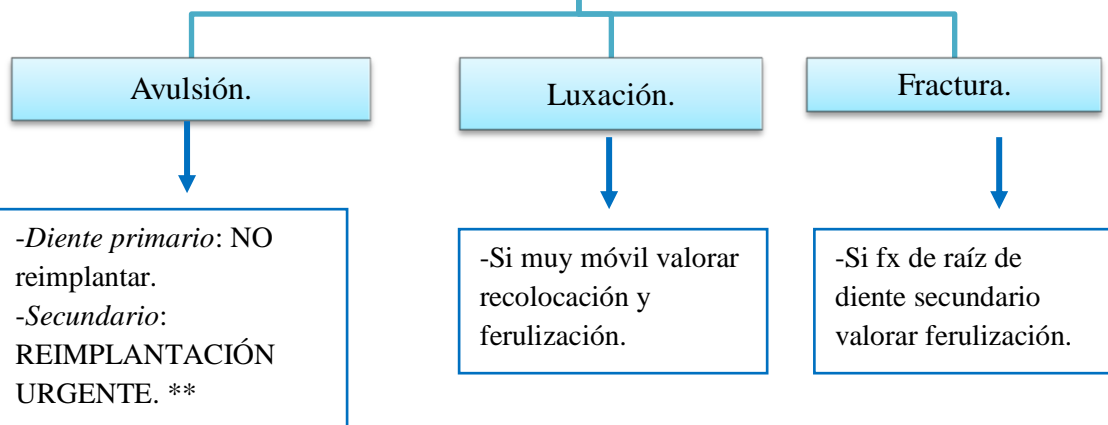 Avulsión.
Luxación.
Fractura.
-Diente primario: NO
reimplantar.
-Secundario:
REIMPLANTACIÓN
URGENTE. **
-Si muy móvil valorar
recolocación y
ferulización.
-Si fx de raíz de
diente secundario
valorar ferulización.